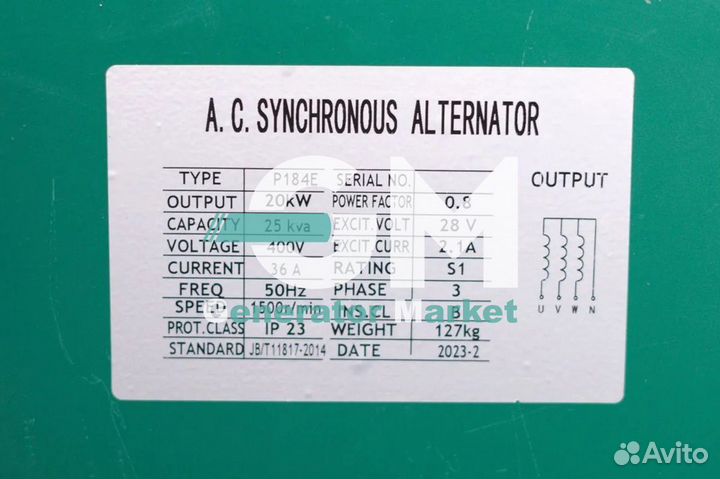 A.C. SYNCHRONOUS ALTERNATOR
TYPE P184E SERIAL NO.
OUTPUT 20kW POWER FACTOR 0.8
CAPACITY 25 kva EXCIT.VOLT 28 V
VOLTAGE 400V EXCIT.CURR 2.1A
CURRENT 36 A RATING S1
FREQ 50Hz PHASE 3
SPEED 1500r/min INS.CL B
PROT.CLASS IP 23 WEIGHT 127kg
STANDARD JB/T11817-2014 DATE 2023-2
OUTPUT
U V W N
GM
Generator Market
Avito